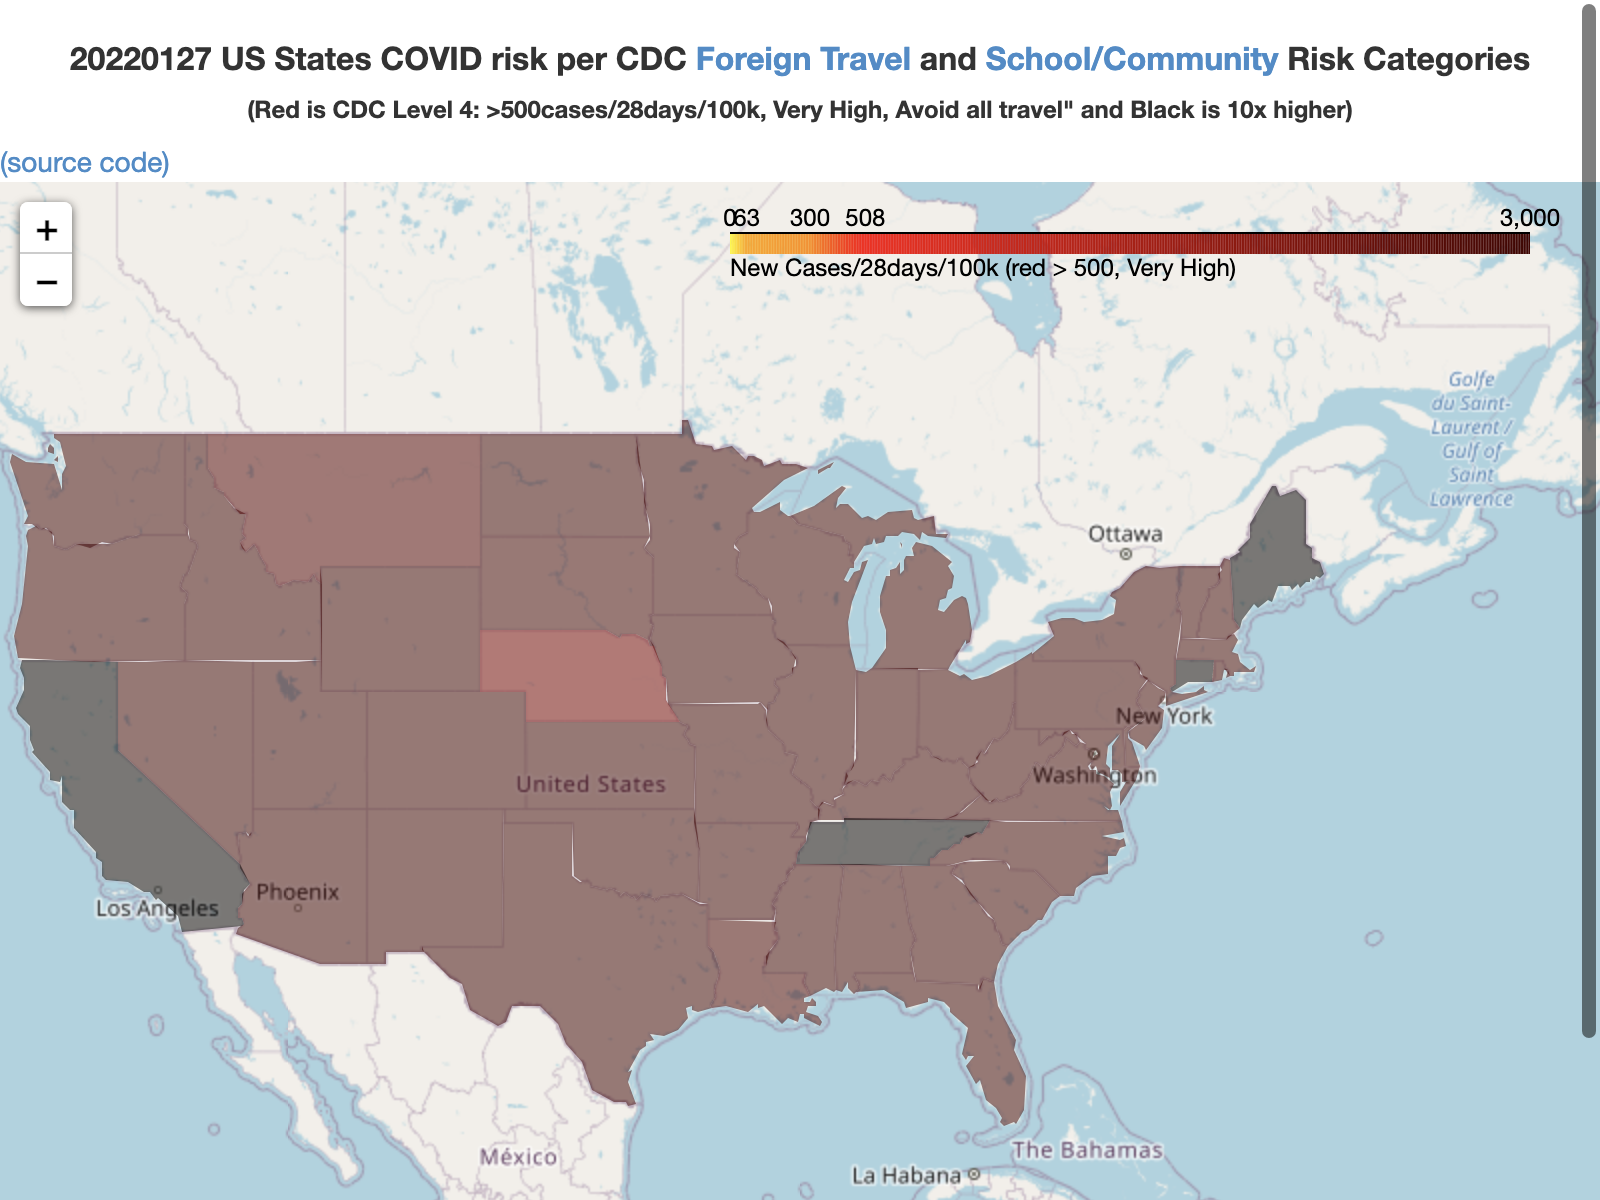 20220127 US States COVID risk per CDC Foreign Travel and School/Community Risk Categories
(Red is CDC Level 4: >500cases/28days/100k, Very High, Avoid all travel" and Black is 10x higher)
(source code)
+
−
063 300 508 3,000
New Cases/28days/100k (red > 500, Very High)
Golfe
du Saint-
Laurent /
Gulf of
Saint
Lawrence
Ottawa
New York
Washington
United States
Phoenix
Los Angeles
México
The Bahamas
La Habana